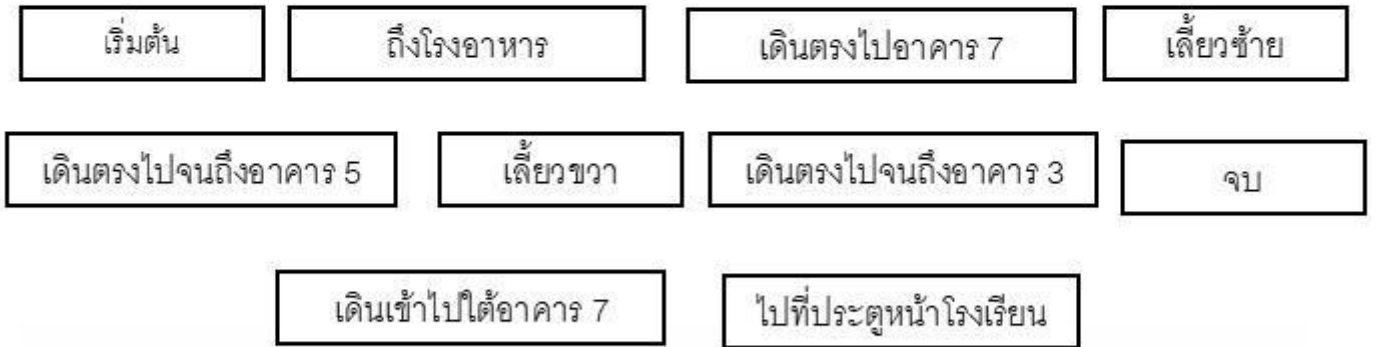 เริ่มต้น
ถึงโรงอาหาร
เดินตรงไปอาคาร 7
เลี้ยวซ้าย
เดินตรงไปจนถึงอาคาร 5
เลี้ยวขวา
เดินตรงไปจนถึงอาคาร 3
จบ
เดินเข้าไปใต้อาคาร 7
ไปที่ประตูหน้าโรงเรียน